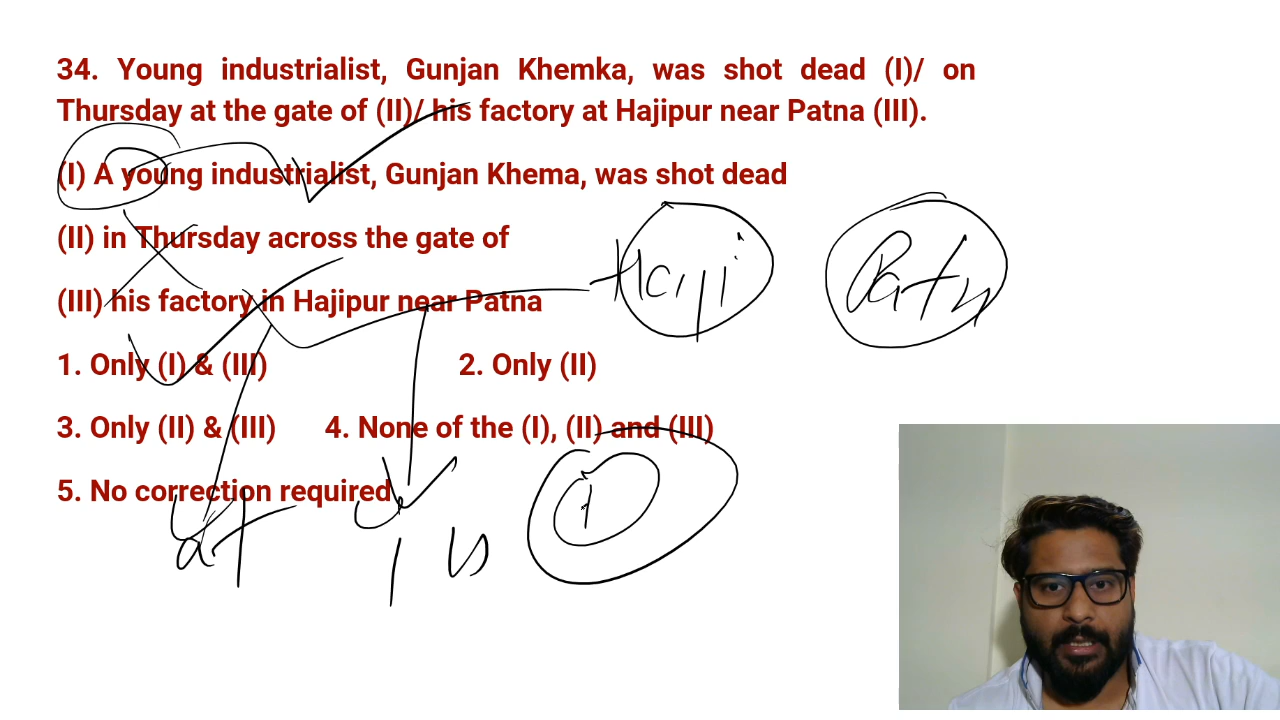 34. Young industrialist, Gunjan Khemka, was shot dead (I)/ on
Thursday at the gate of (II)/ his factory at Hajipur near Patna (III).
(I) A young industrialist, Gunjan Khema, was shot dead
(II) in Thursday across the gate of
(III) his factory in Hajipur near Patna
Haji Patn
1. Only (I) & (III) 2. Only (II)
3. Only (II) & (III) 4. None of the (I), (II) and (III)
5. No correction required
at 1